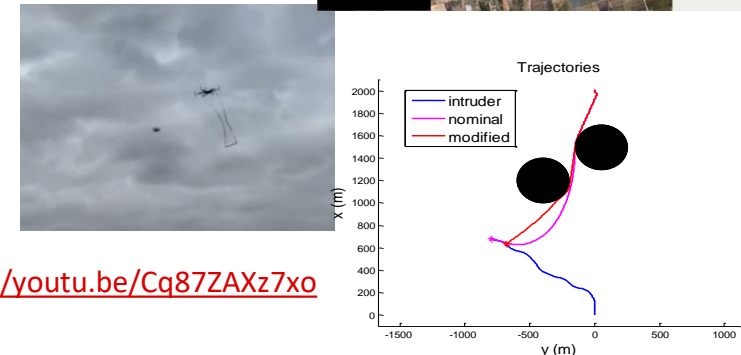 Trajectories
2000
1800
1600
1400
1200
1000
800
600
400
200
0
x (m)
intruder
nominal
modified
-1500
-1000
-500
0
500
1000
y (m)
/youtu.be/Cq87ZAXz7xo